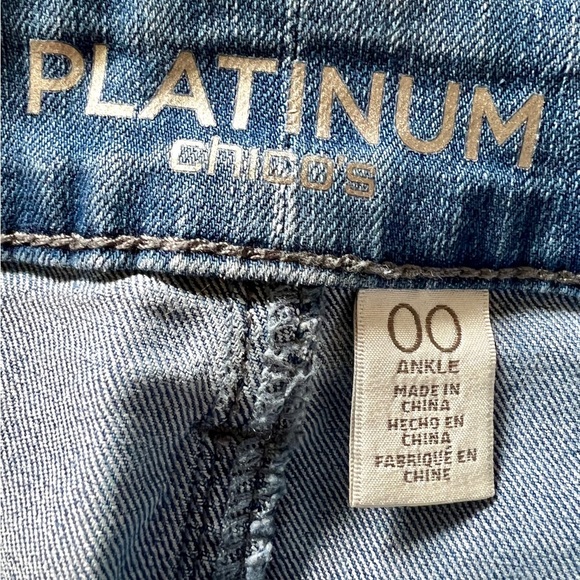 PLATINUM
chico's
00
ANKLE
MADE IN
CHINA
HECHO EN
CHINA
FABRIQUÉ EN
CHINE